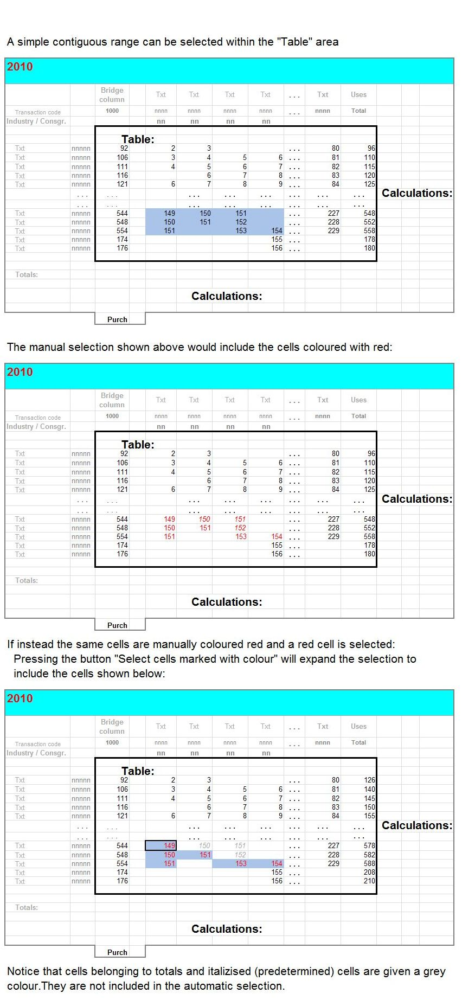 A simple contiguous range can be selected within the "Table" area
2010
Bridge column Txt Txt Txt Txt ... Txt Uses
Transaction code 1000 nnnn nnnn nnnn nnnn ... nnnn Total
Industry / Consgr. nn nn nn nn
Table:
Txt nnnnn 92 2 3 ... 80 96
Txt nnnnn 106 3 4 5 6 ... 81 110
Txt nnnnn 111 4 5 6 7 ... 82 115
Txt nnnnn 116 6 7 8 ... 83 120
Txt nnnnn 121 6 7 8 9 ... 84 125
... ... ... ... ... ... ... ... Calculations:
... ... ... ... ... ... ... ...
Txt nnnnn 544 149 150 151 ... 227 548
Txt nnnnn 548 150 151 152 ... 228 552
Txt nnnnn 554 151 153 154 ... 229 558
Txt nnnnn 174 155 ... 178
Txt nnnnn 176 156 ... 180
Totals:
Calculations:
Purch
The manual selection shown above would include the cells coloured with red:
2010
Bridge column Txt Txt Txt Txt ... Txt Uses
Transaction code 1000 nnnn nnnn nnnn nnnn ... nnnn Total
Industry / Consgr. nn nn nn nn
Table:
Txt nnnnn 92 2 3 ... 80 96
Txt nnnnn 106 3 4 5 6 ... 81 110
Txt nnnnn 111 4 5 6 7 ... 82 115
Txt nnnnn 116 6 7 8 ... 83 120
Txt nnnnn 121 6 7 8 9 ... 84 125
... ... ... ... ... ... ... ... Calculations:
... ... ... ... ... ... ... ...
Txt nnnnn 544 149 150 151 ... 227 548
Txt nnnnn 548 150 151 152 ... 228 552
Txt nnnnn 554 151 153 154 ... 229 558
Txt nnnnn 174 155 ... 178
Txt nnnnn 176 156 ... 180
Totals:
Calculations:
Purch
If instead the same cells are manually coloured red and a red cell is selected:
Pressing the button "Select cells marked with colour" will expand the selection to
include the cells shown below:
2010
Bridge column Txt Txt Txt Txt ... Txt Uses
Transaction code 1000 nnnn nnnn nnnn nnnn ... nnnn Total
Industry / Consgr. nn nn nn nn
Table:
Txt nnnnn 92 2 3 ... 80 126
Txt nnnnn 106 3 4 5 6 ... 81 140
Txt nnnnn 111 4 5 6 7 ... 82 145
Txt nnnnn 116 6 7 8 ... 83 150
Txt nnnnn 121 6 7 8 9 ... 84 155
... ... ... ... ... ... ... ... Calculations:
... ... ... ... ... ... ... ...
Txt nnnnn 544 149 150 151 ... 227 578
Txt nnnnn 548 150 151 152 ... 228 582
Txt nnnnn 554 151 153 154 ... 229 588
Txt nnnnn 174 155 ... 208
Txt nnnnn 176 156 ... 210
Totals:
Calculations:
Purch
Notice that cells belonging to totals and italizised (predetermined) cells are given a grey
colour.They are not included in the automatic selection.